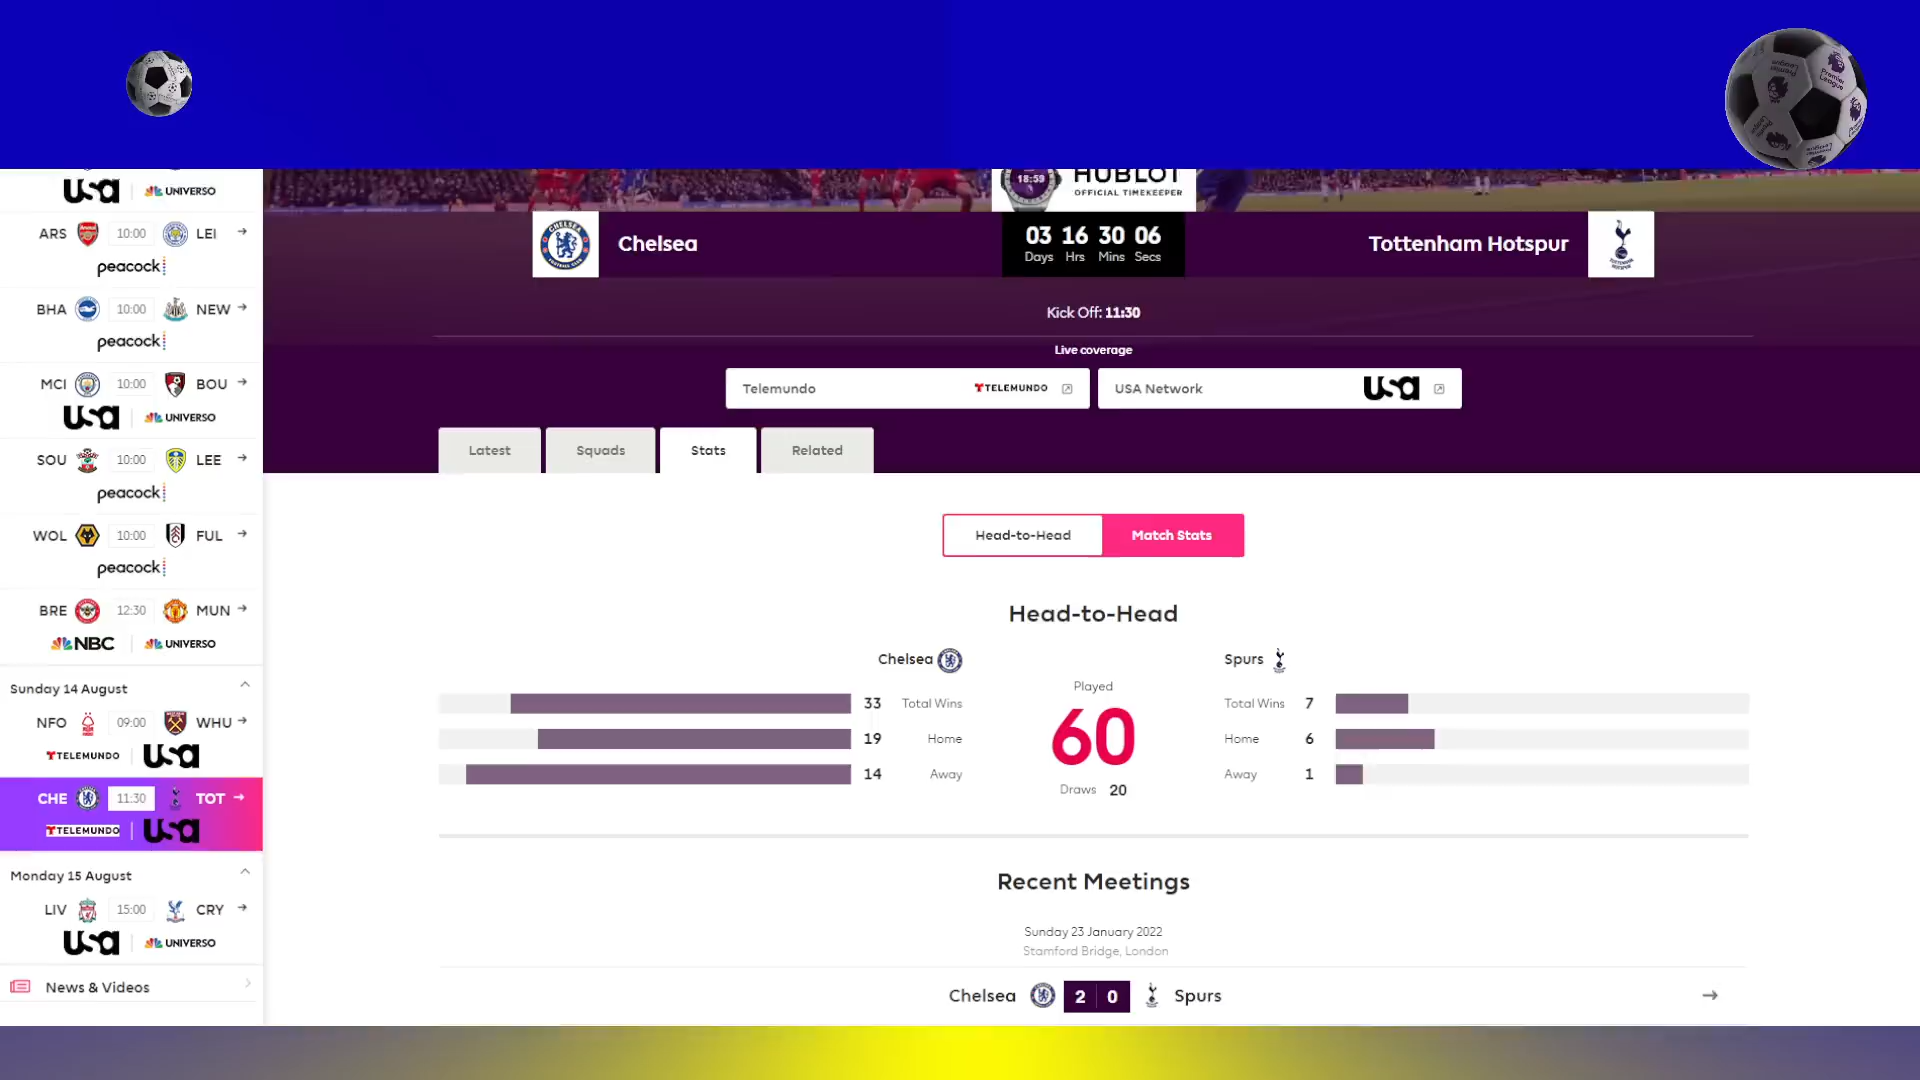 usa UNIVERSO
ARS 10:00 LEI
peacock
BHA 10:00 NEW
peacock
MCI 10:00 BOU
usa UNIVERSO
SOU 10:00 LEE
peacock
WOL 10:00 FUL
peacock
BRE 12:30 MUN
NBC UNIVERSO
Sunday 14 August
NFO 09:00 WHU
TELEMUNDO usa
CHE 11:30 TOT
TELEMUNDO usa
Monday 15 August
LIV 15:00 CRY
usa UNIVERSO
News & Videos
18:59
HUBLOT
OFFICIAL TIMEKEEPER
Chelsea
03 16 30 06
Days Hrs Mins Secs
Tottenham Hotspur
Kick Off: 11:30
Live coverage
Telemundo TELEMUNDO
USA Network usa
Latest Squads Stats Related
Head-to-Head Match Stats
Head-to-Head
Chelsea Spurs
Played
60
Draws 20
33 Total Wins
19 Home
14 Away
Total Wins 7
Home 6
Away 1
Recent Meetings
Sunday 23 January 2022
Stamford Bridge, London
Chelsea 2 0 Spurs
Premier League